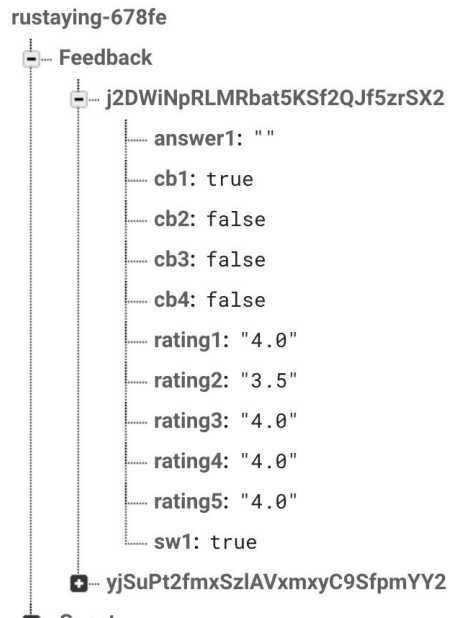 rustaying-678fe
Feedback
j2DWiNpRLMRbat5KSf2QJf5zrSX2
answer1: ""
cb1: true
cb2: false
cb3: false
cb4: false
rating1: "4.0"
rating2: "3.5"
rating3: "4.0"
rating4: "4.0"
rating5: "4.0"
sw1: true
yjSuPt2fmxSzlAVxmxyC9SfpmYY2